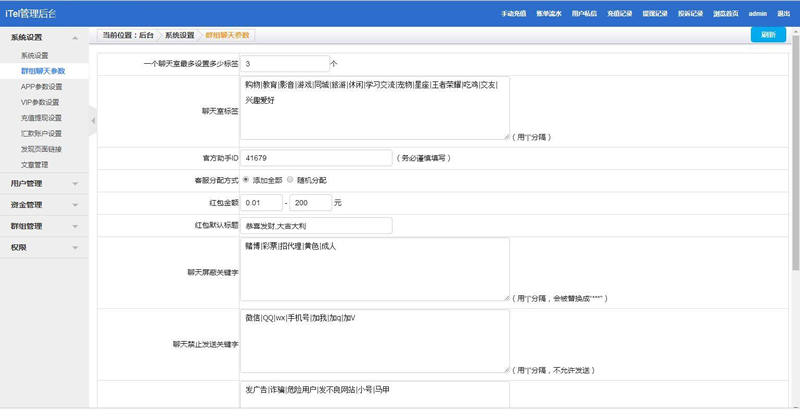 iTel管理后台
手动充值 账单流水 用户私信 充值记录 提现记录 投诉记录 浏览首页 admin 退出
系统设置
系统设置
群组聊天参数
APP参数设置
VIP参数设置
充值提现设置
汇款账户设置
发现页面链接
文章管理
用户管理
资金管理
群组管理
权限
当前位置：后台 系统设置 群组聊天参数 刷新
一个聊天室最多设置多少标签 3 个
聊天室标签
购物|教育|影音|游戏|同城|旅游|休闲|学习交流|宠物|星座|王者荣耀|吃鸡|交友|
兴趣爱好
（用"|"分隔）
官方助手ID 41679 （务必谨慎填写）
客服分配方式 添加全部 随机分配
红包金额 0.01 - 200 元
红包默认标题 恭喜发财,大吉大利
赌博|彩票|招代理|黄色|成人
聊天屏蔽关键字
（用"|"分隔，会被替换成"***"）
微信|QQ|wx|手机号|加我|加q|加V
聊天禁止发送关键字
（用"|"分隔，不允许发送）
发广告|诈骗|危险用户|发不良网站|小号|马甲